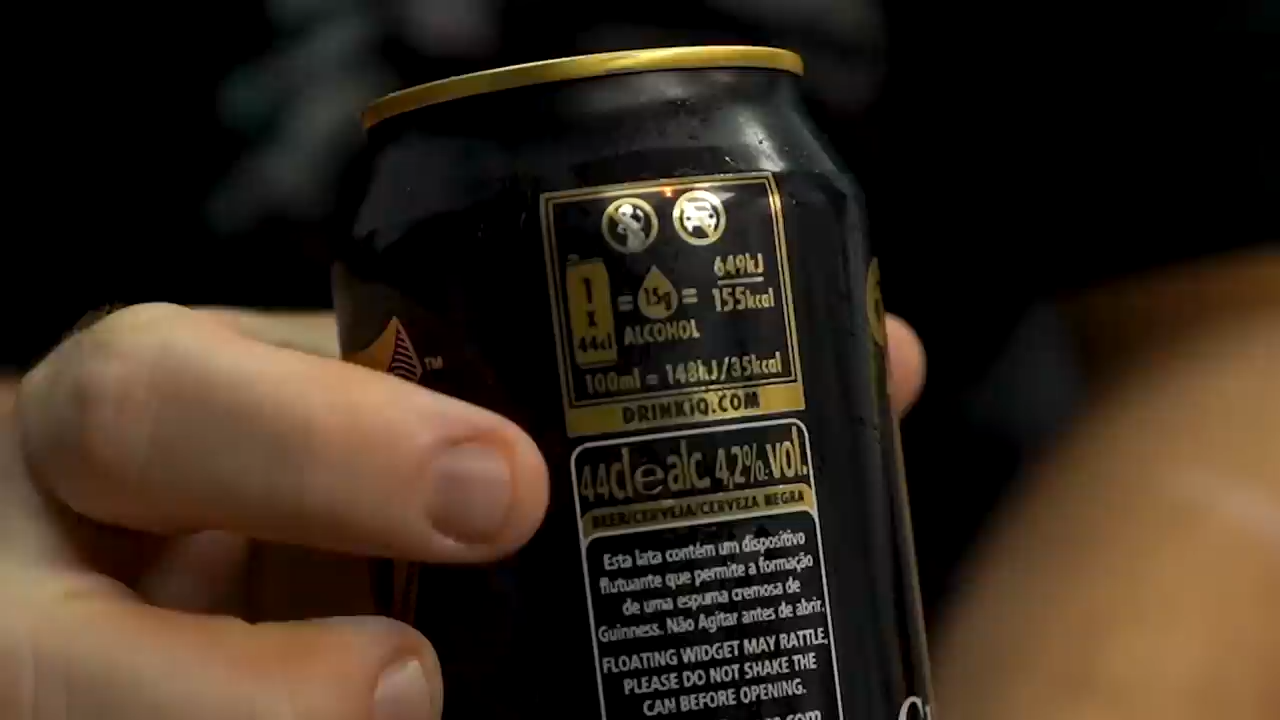 1 = 15g = 649kJ
x 155kcal
44cl ALCOHOL
100ml = 148kJ/35kcal
DRINKiQ.COM
TM
44cl e alc. 4,2% vol.
BEER/CERVEJA/CERVEZA NEGRA
Esta lata contém um dispositivo
flutuante que permite a formação
de uma espuma cremosa de
Guinness. Não Agitar antes de abrir.
FLOATING WIDGET MAY RATTLE,
PLEASE DO NOT SHAKE THE
CAN BEFORE OPENING.